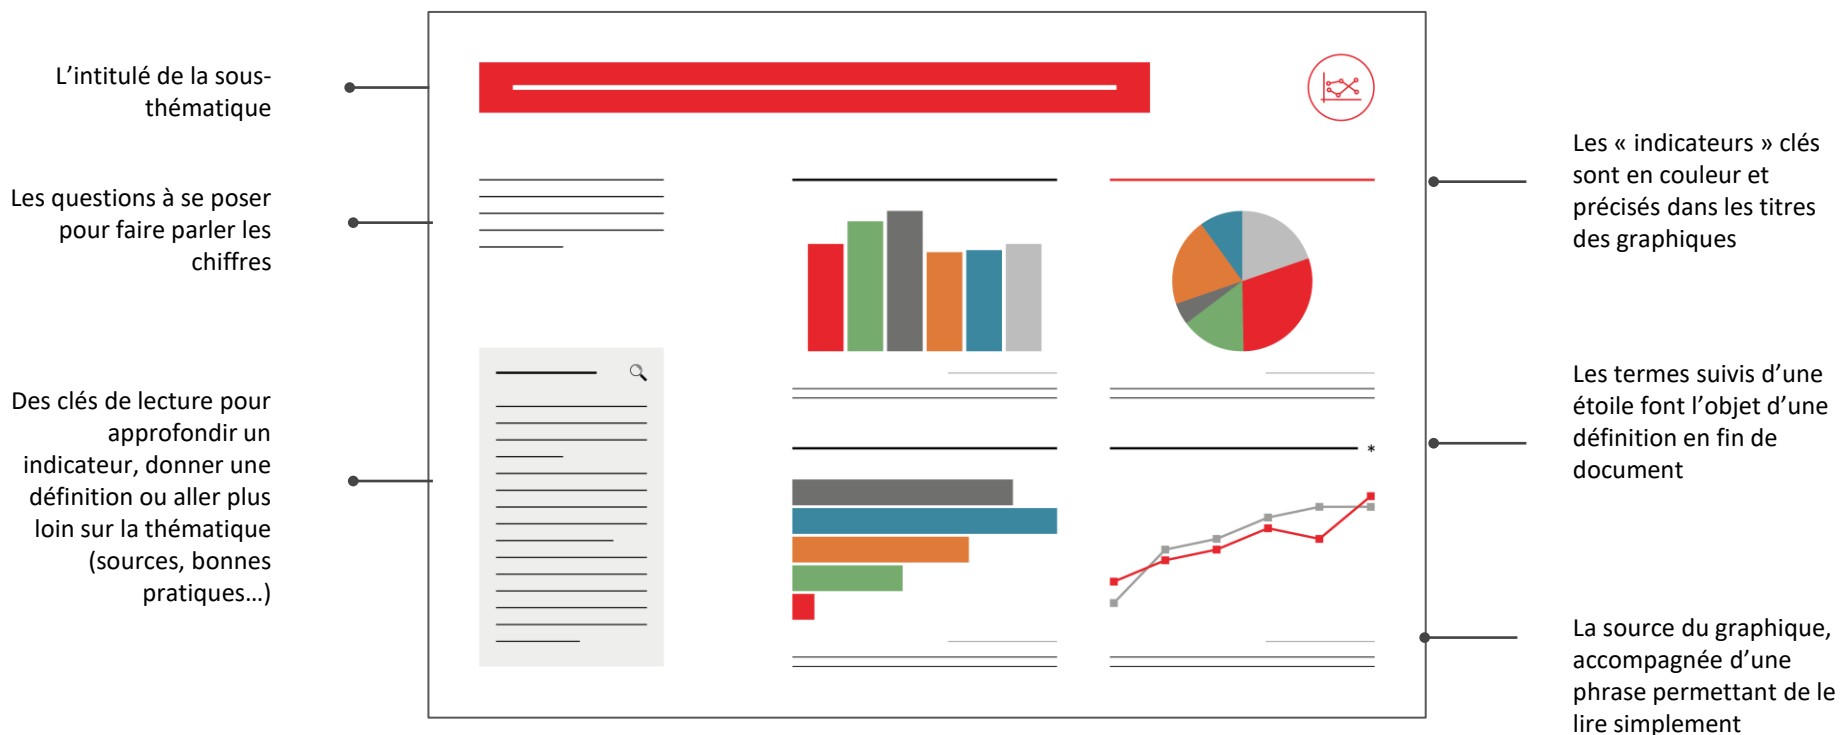 L’intitulé de la sous-
thématique
Les questions à se poser
pour faire parler les
chiffres
Des clés de lecture pour
approfondir un
indicateur, donner une
définition ou aller plus
loin sur la thématique
(sources, bonnes
pratiques…)
*
Les « indicateurs » clés
sont en couleur et
précisés dans les titres
des graphiques
Les termes suivis d’une
étoile font l’objet d’une
définition en fin de
document
La source du graphique,
accompagnée d’une
phrase permettant de le
lire simplement